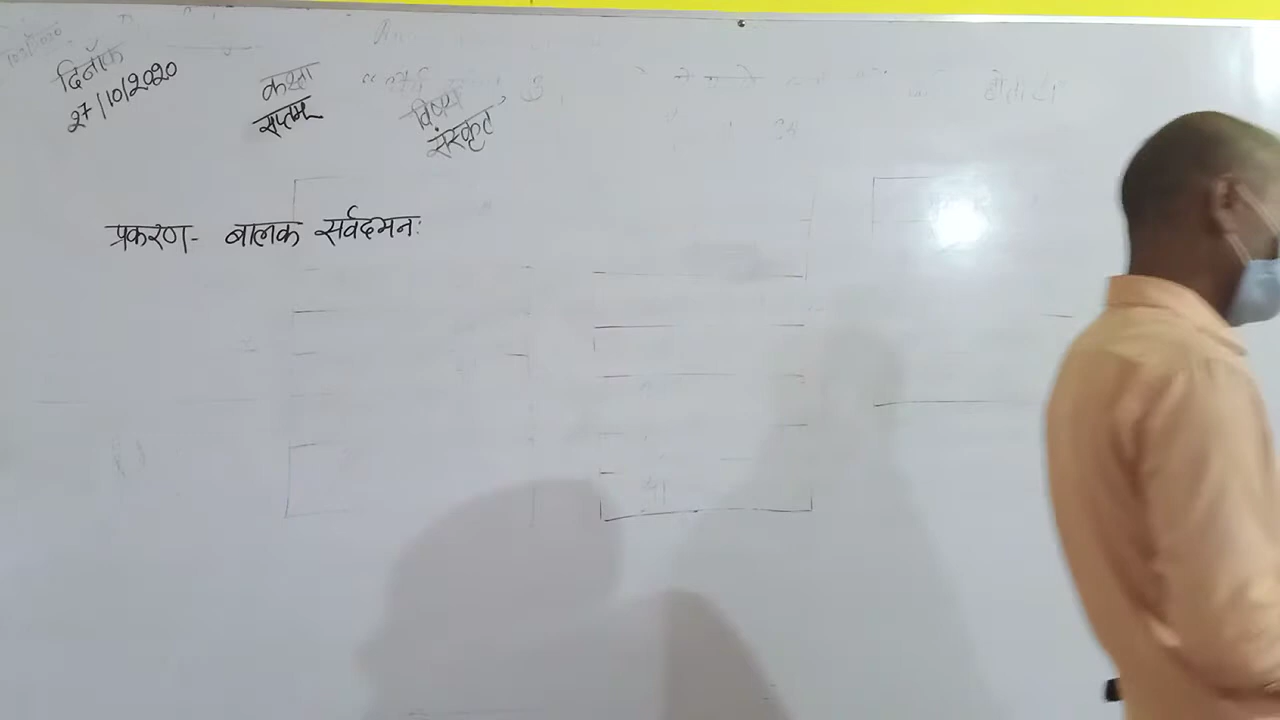 दिनाँक
27/10/2020
कक्षा
सप्तम
विषय
संस्कृत
प्रकरण- बालक सर्वदमनः